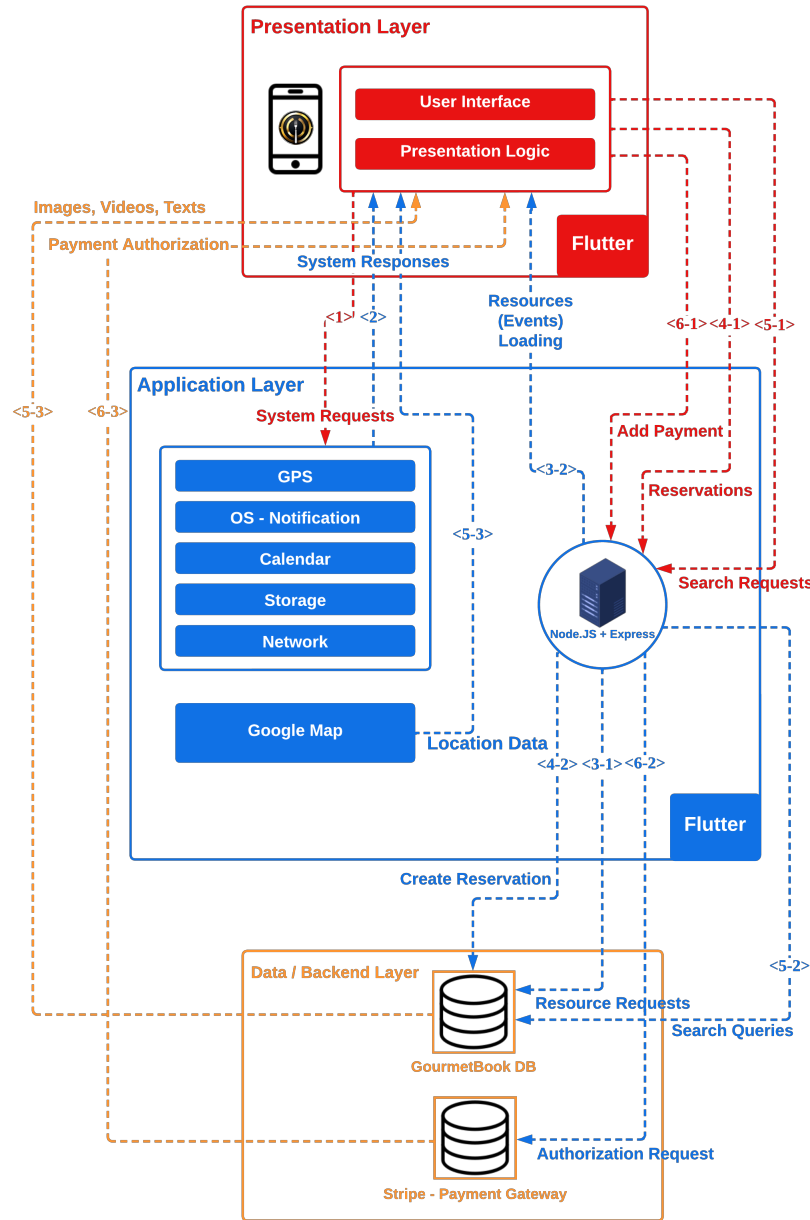 Presentation Layer
User Interface
Presentation Logic
Images, Videos, Texts
Payment Authorization
Flutter
System Responses
Resources
(Events)
Loading
<1>
<2>
<6-1>
<4-1>
<5-1>
Application Layer
<5-3>
<6-3>
System Requests
Add Payment
<3-2>
GPS
Reservations
OS - Notification
<5-3>
Calendar
Search Requests
Storage
Node.JS + Express
Network
Google Map
Location Data
<4-2>
<3-1>
<6-2>
Flutter
Create Reservation
<5-2>
Data / Backend Layer
Resource Requests
Search Queries
GourmetBook DB
Authorization Request
Stripe - Payment Gateway